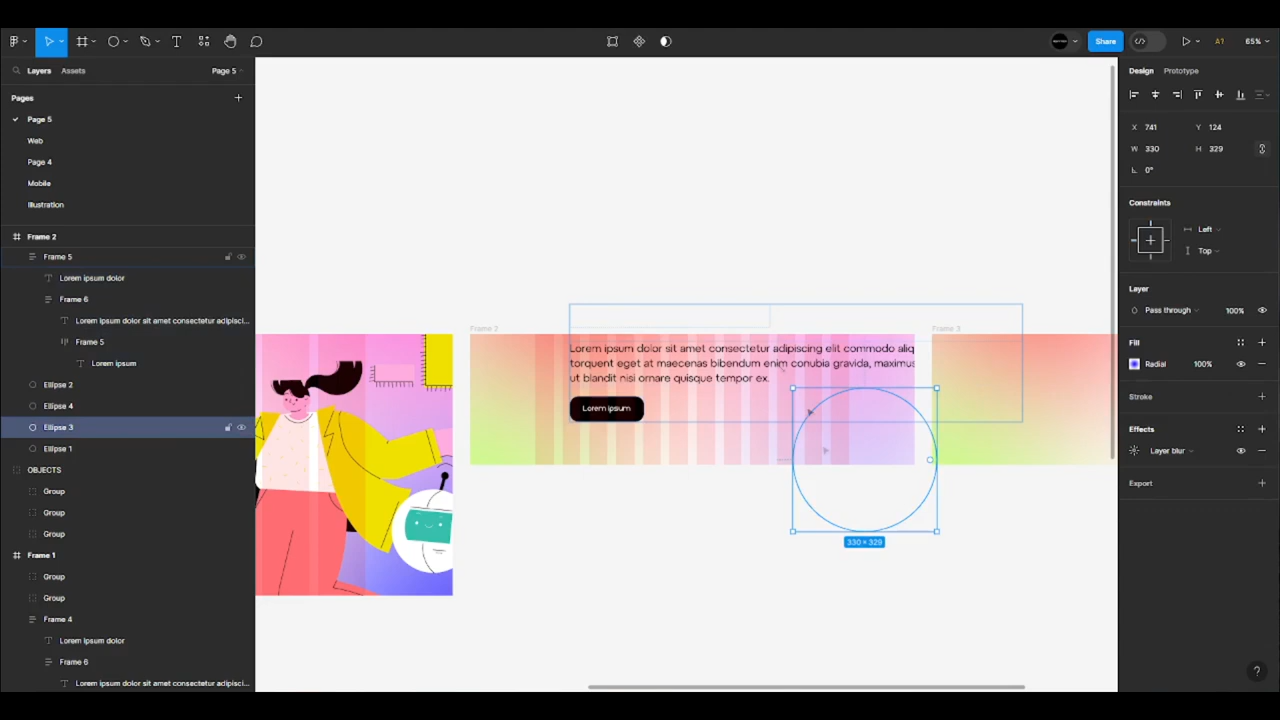 Share
A?
65%
Layers
Assets
Page 5
Design
Prototype
Pages
Page 5
Web
Page 4
Mobile
Illustration
Frame 2
Frame 5
Lorem ipsum dolor
Frame 6
Lorem ipsum dolor sit amet consectetur adipisci...
Frame 5
Lorem ipsum
Ellipse 2
Ellipse 4
Ellipse 3
Ellipse 1
OBJECTS
Group
Group
Group
Frame 1
Group
Group
Frame 4
Lorem ipsum dolor
Frame 6
Lorem ipsum dolor sit amet consectetur adipisci...
Frame 2
Frame 3
Lorem ipsum dolor sit amet consectetur adipiscing elit commodo aliq
torquent eget at maecenas bibendum enim conubia gravida, maximus
ut blandit nisi ornare quisque tempor ex.
Lorem ipsum
330 × 329
X 741
Y 124
W 330
H 329
0°
Constraints
Left
Top
Layer
Pass through
100%
Fill
Radial
100%
Stroke
Effects
Layer blur
Export
?